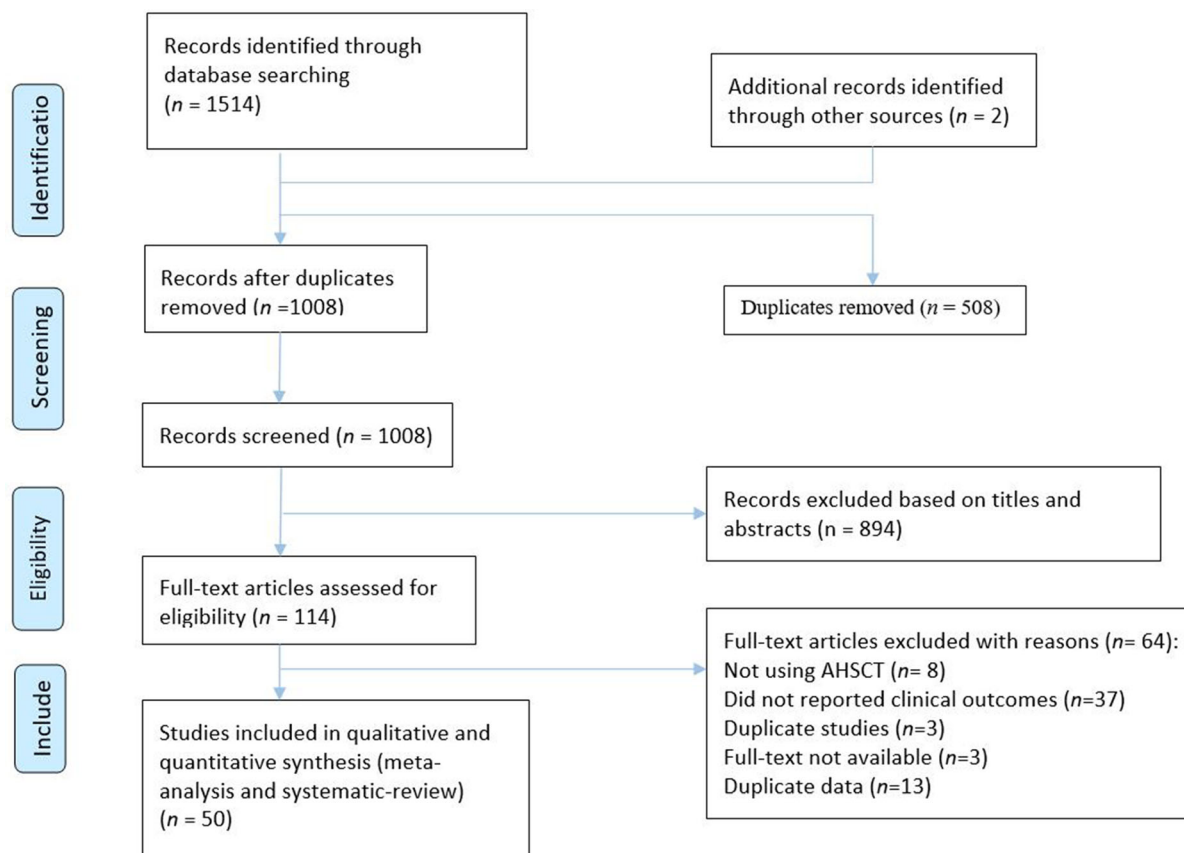 Identificatio
Records identified through
database searching
(n = 1514)
Additional records identified
through other sources (n = 2)
Screening
Records after duplicates
removed (n =1008)
Duplicates removed (n = 508)
Records screened (n = 1008)
Eligibility
Records excluded based on titles and
abstracts (n = 894)
Full-text articles assessed for
eligibility (n = 114)
Include
Full-text articles excluded with reasons (n= 64):
Not using AHSCT (n= 8)
Did not reported clinical outcomes (n=37)
Duplicate studies (n=3)
Full-text not available (n=3)
Duplicate data (n=13)
Studies included in qualitative and
quantitative synthesis (meta-
analysis and systematic-review)
(n = 50)